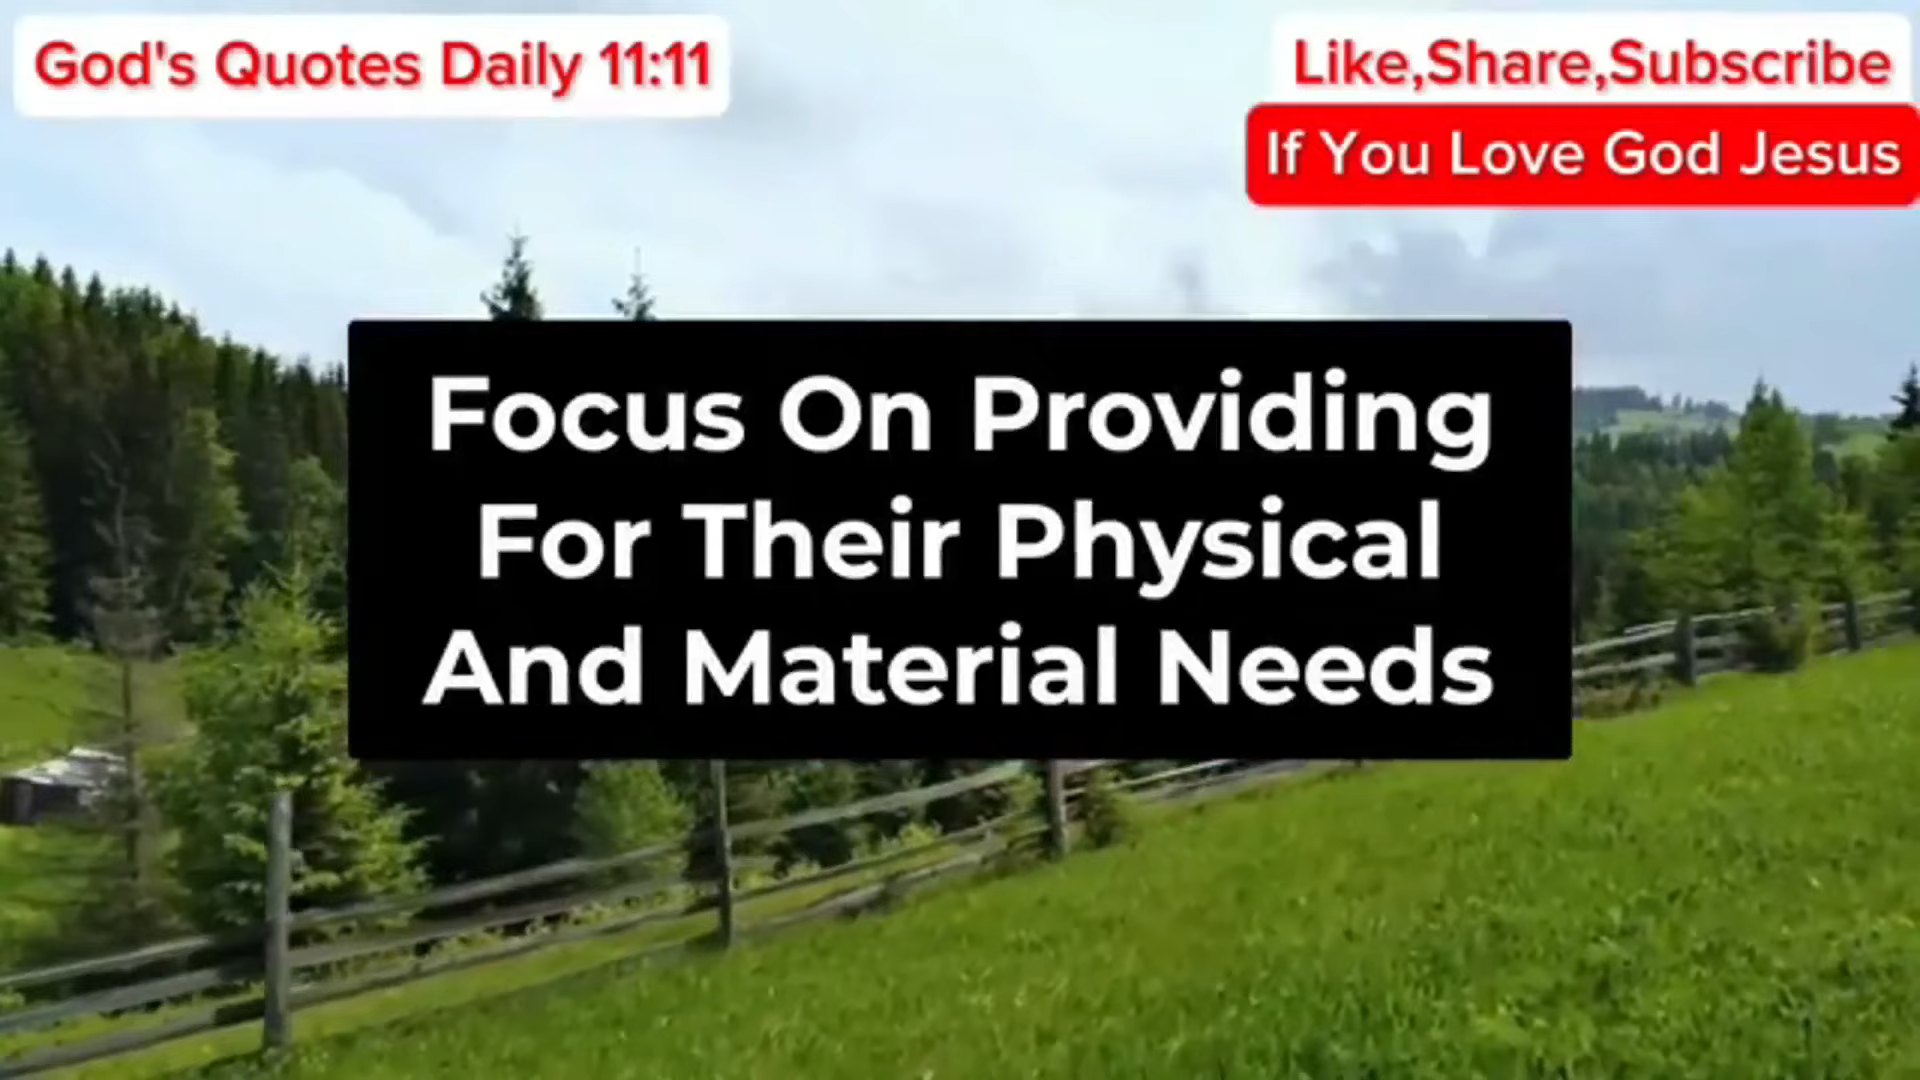 God's Quotes Daily 11:11
Like,Share,Subscribe
If You Love God Jesus
Focus On Providing
For Their Physical
And Material Needs